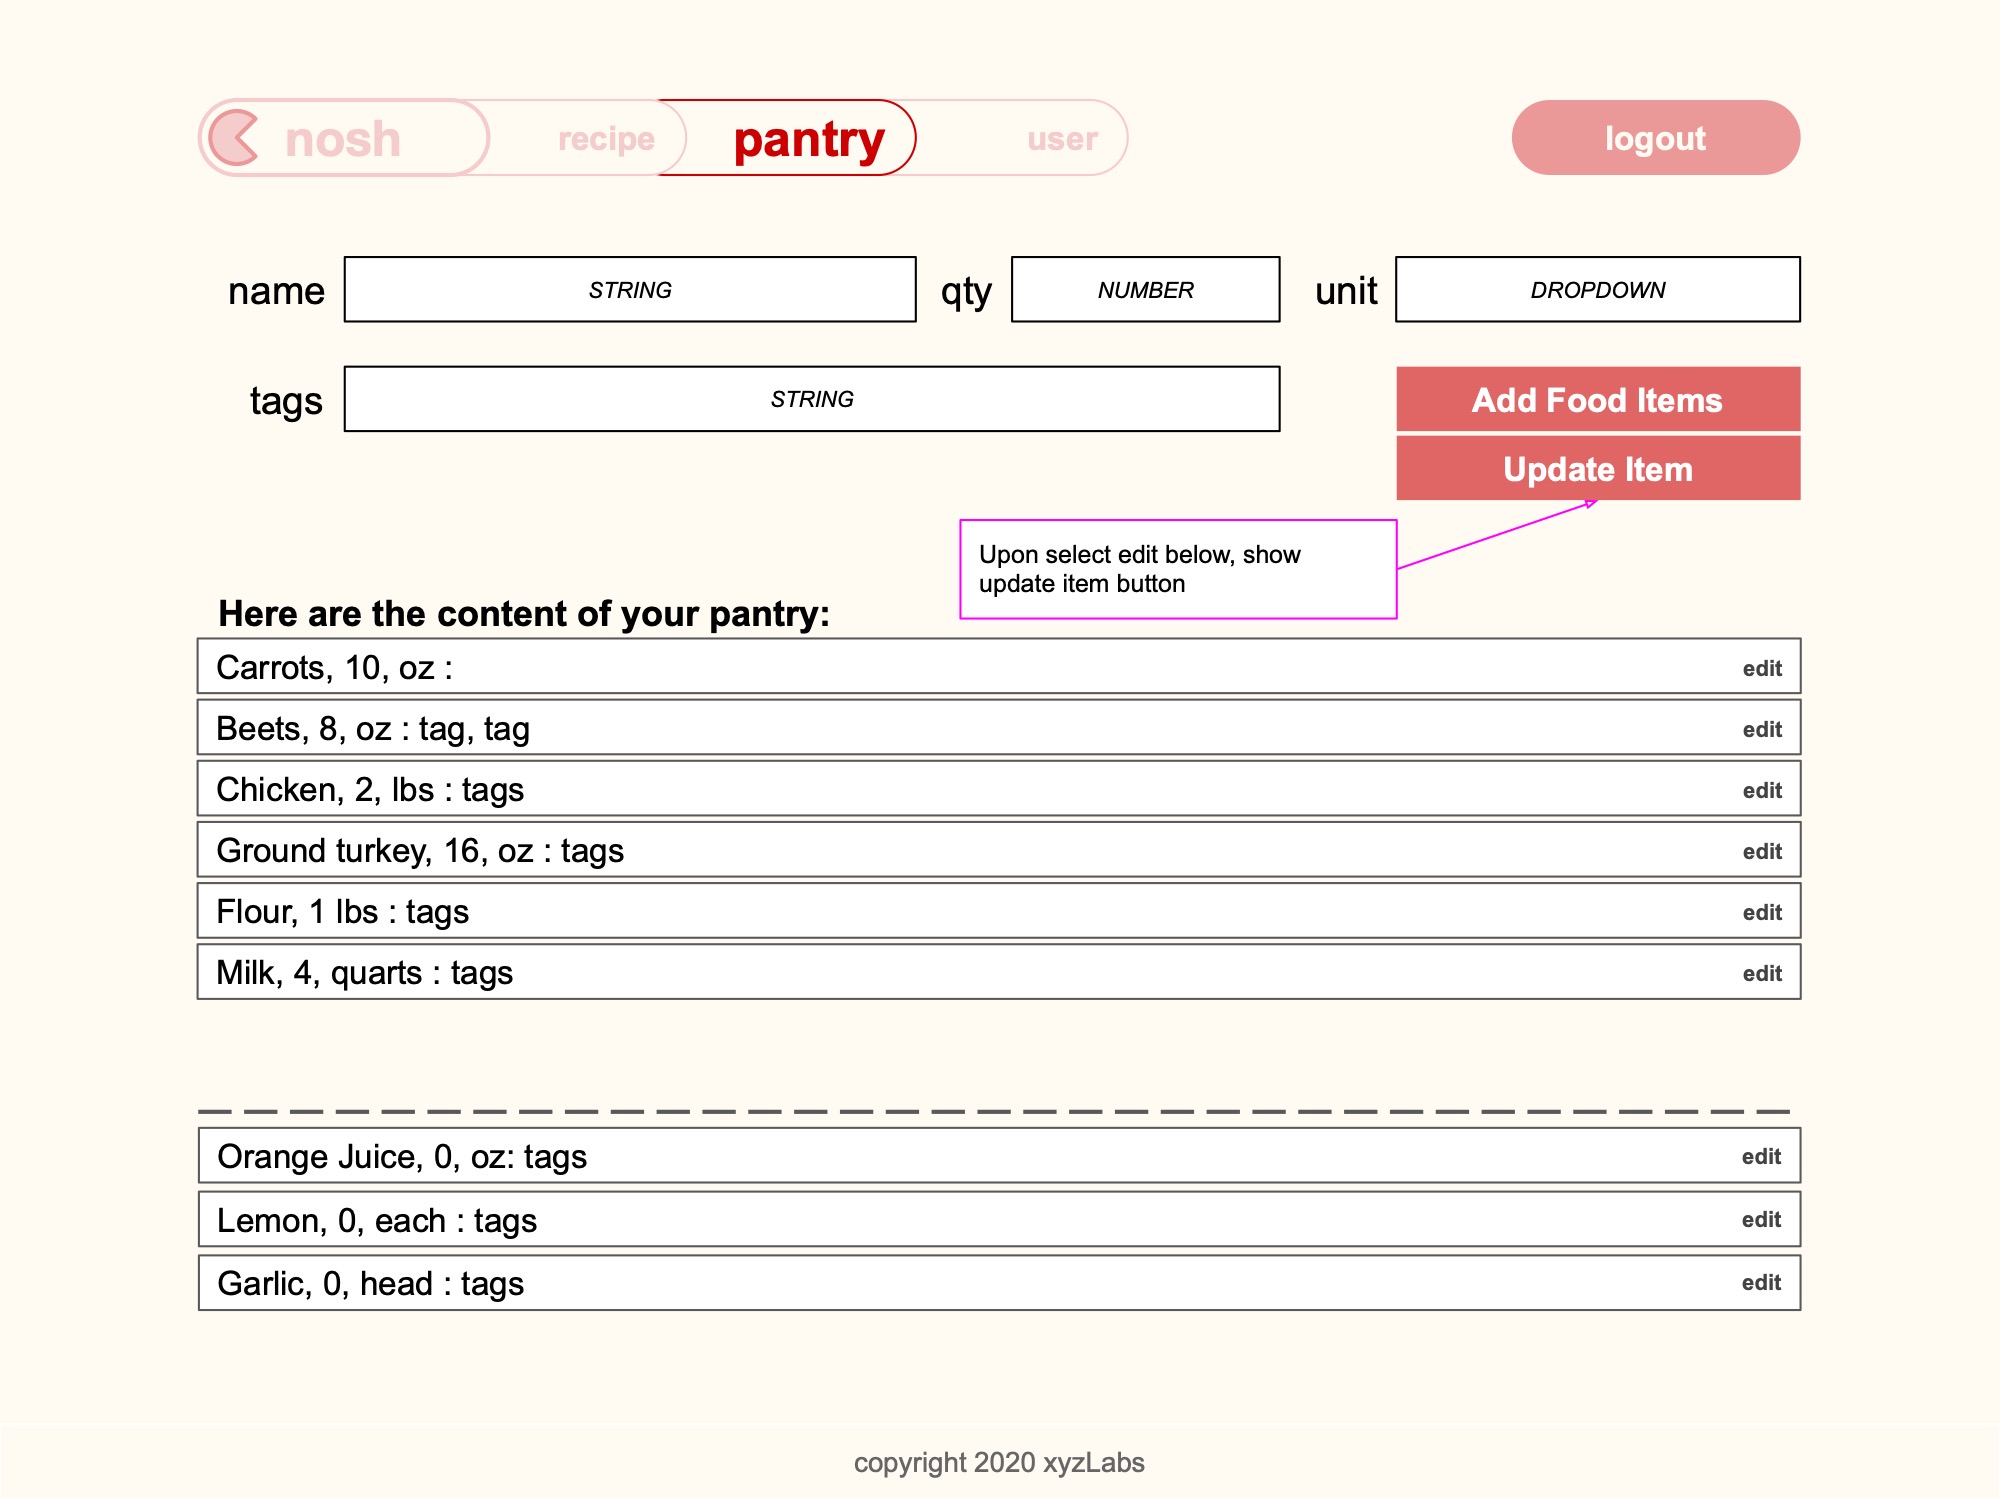 nosh recipe pantry user logout
name STRING qty NUMBER unit DROPDOWN
tags STRING Add Food Items
Update Item
Upon select edit below, show
update item button
Here are the content of your pantry:
Carrots, 10, oz : edit
Beets, 8, oz : tag, tag edit
Chicken, 2, lbs : tags edit
Ground turkey, 16, oz : tags edit
Flour, 1 lbs : tags edit
Milk, 4, quarts : tags edit
Orange Juice, 0, oz: tags edit
Lemon, 0, each : tags edit
Garlic, 0, head : tags edit
copyright 2020 xyzLabs